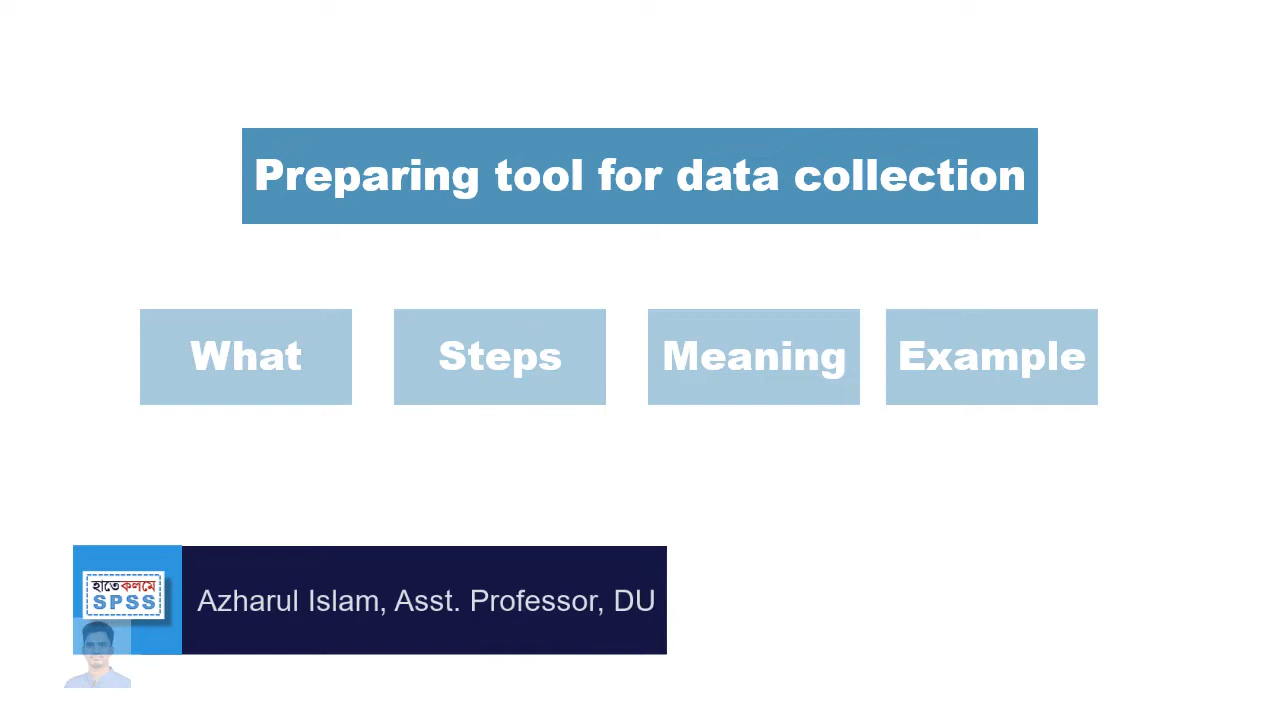 Preparing tool for data collection
What
Steps
Meaning
Example
হাতেকলমে
SPSS
Azharul Islam, Asst. Professor, DU